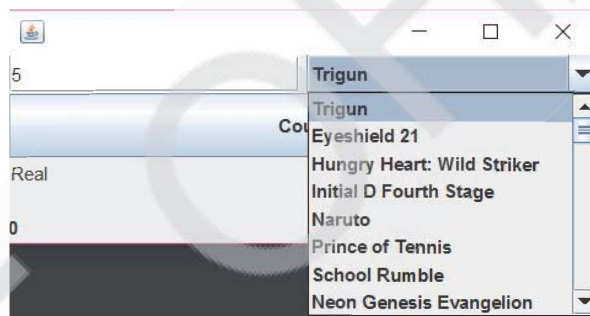 5
Trigun
Trigun
Cou
Eyeshield 21
Hungry Heart: Wild Striker
Real
Initial D Fourth Stage
Naruto
0
Prince of Tennis
School Rumble
Neon Genesis Evangelion